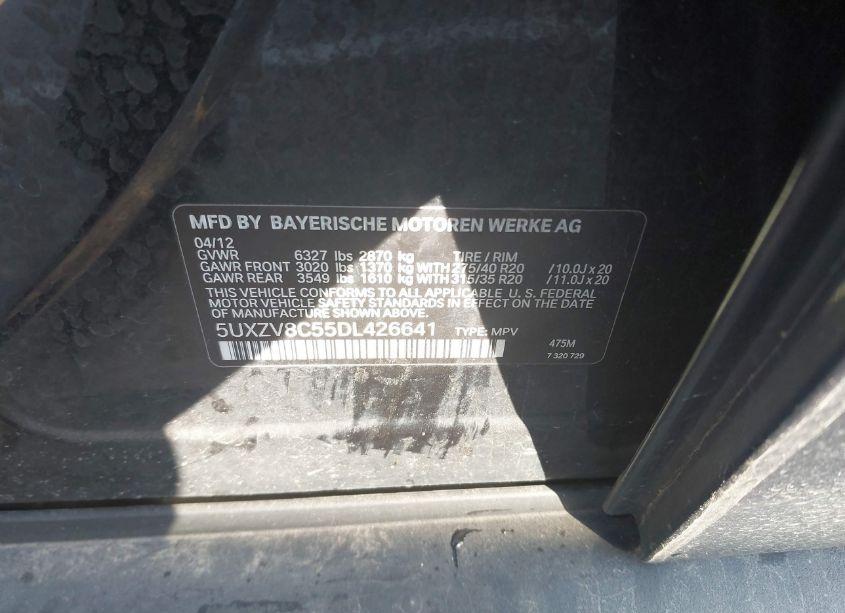 MFD BY BAYERISCHE MOTOREN WERKE AG
04/12
GVWR 6327 lbs 2870 kg TIRE / RIM
GAWR FRONT 3020 lbs 1370 kg WITH 275/40 R20 /10.0J x 20
GAWR REAR 3549 lbs 1610 kg WITH 315/35 R20 /11.0J x 20
THIS VEHICLE CONFORMS TO ALL APPLICABLE U. S. FEDERAL
MOTOR VEHICLE SAFETY STANDARDS IN EFFECT ON THE DATE
OF MANUFACTURE SHOWN ABOVE.
5UXZV8C55DL426641 TYPE: MPV
475M
7 320 729